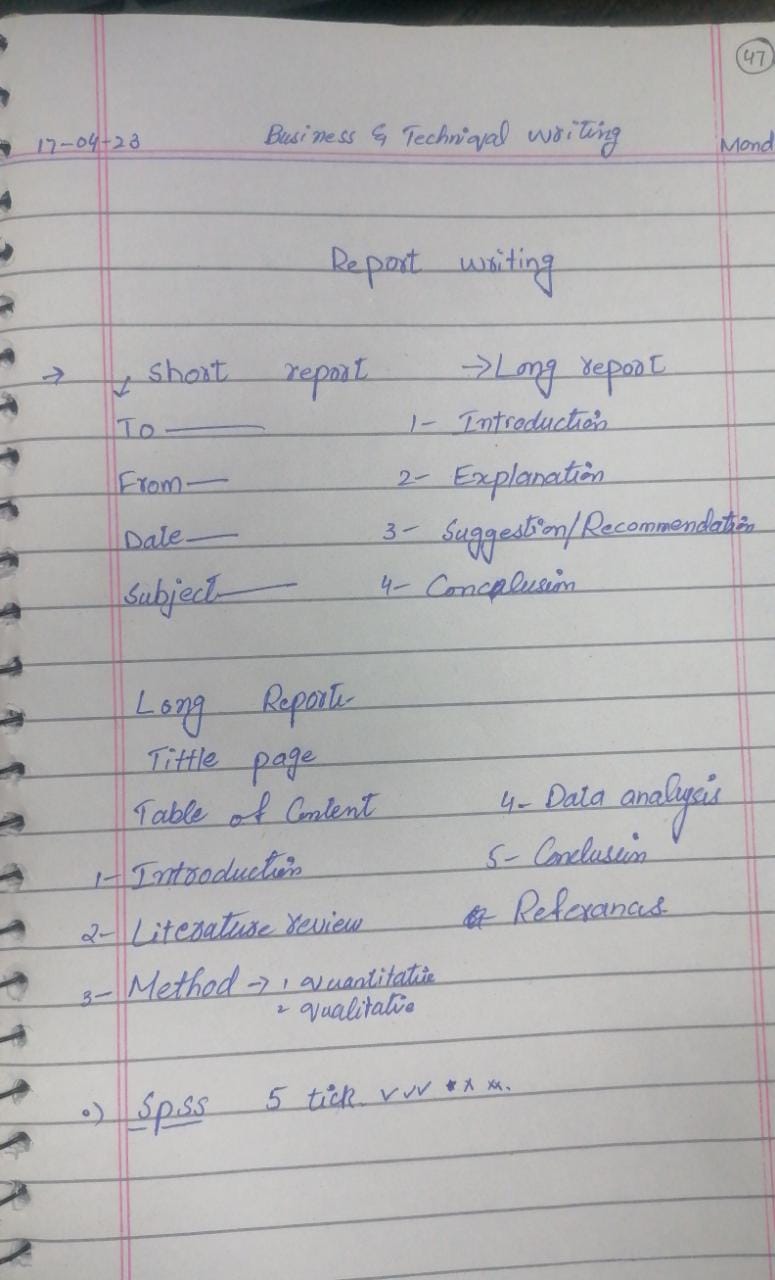 47
17-04-23 Business & Techniqal writing Mond
Report writing
→ ↓ Short report → Long report
To — 1- Introduction
From — 2- Explanation
Date — 3- Suggestion/Recommendation
Subject — 4- Concplusion
Long Report
Tittle page
Table of Content 4- Data analysis
1- Introduction 5- Conclusion
2- Literature review Referances
3- Method → 1 quantitative
2 qualitative
Spss 5 tick ✓✓✓